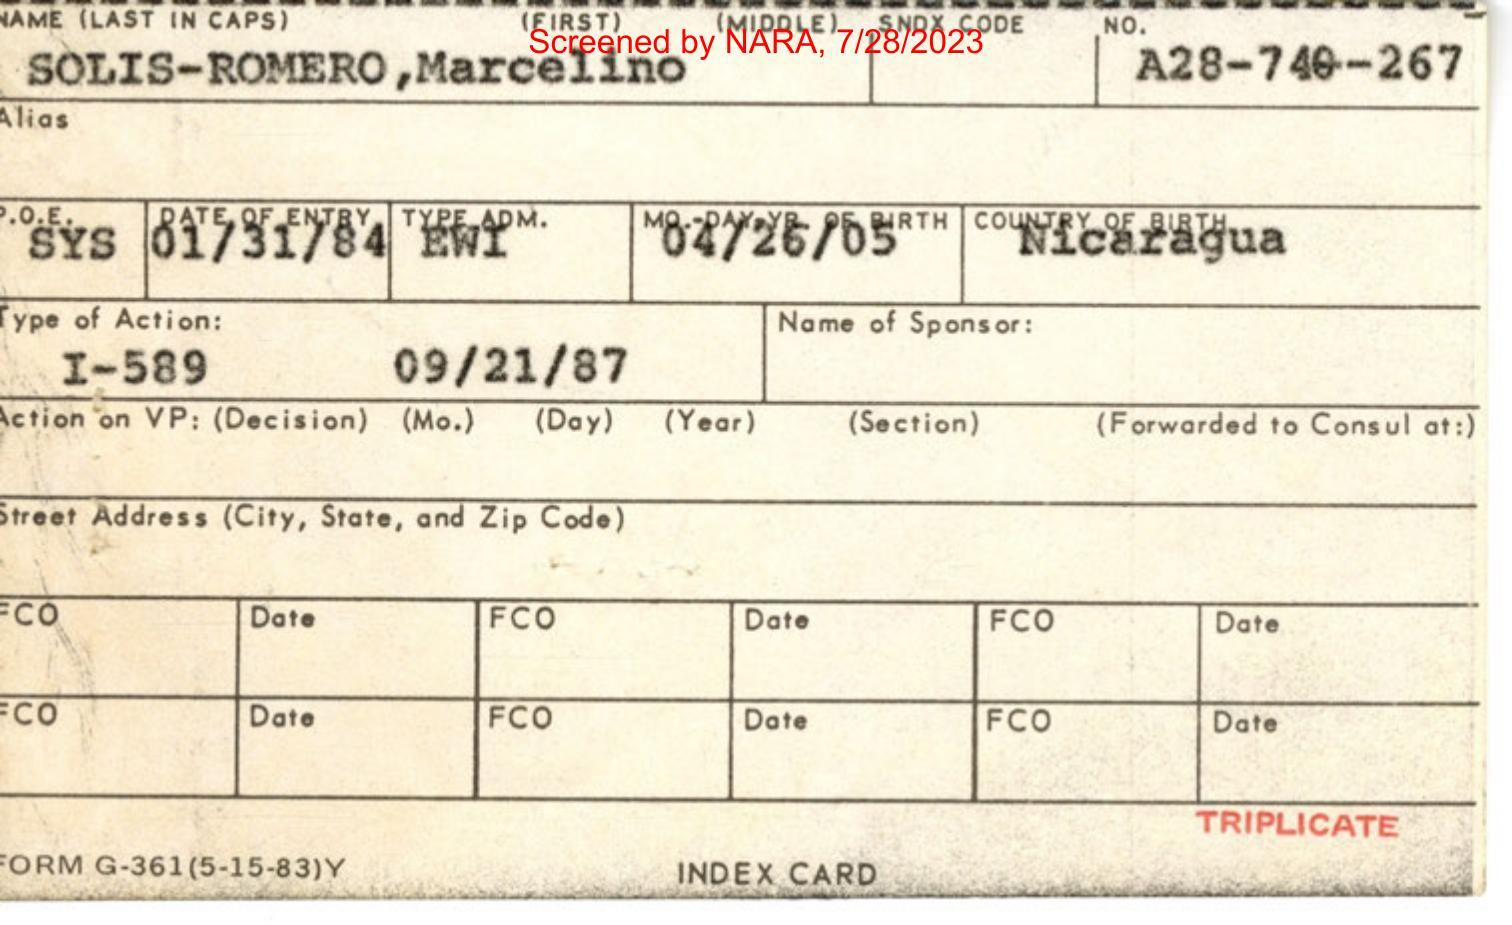 NAME (LAST IN CAPS) (FIRST) (MIDDLE) SNDX CODE NO.
Screened by NARA, 7/28/2023
SOLIS-ROMERO,Marcelino A28-740-267
Alias
P.O.E. DATE OF ENTRY TYPE ADM. MO.-DAY-YR. OF BIRTH COUNTRY OF BIRTH
SYS 01/31/84 EWI 04/26/05 Nicaragua
Type of Action: Name of Sponsor:
I-589 09/21/87
Action on VP: (Decision) (Mo.) (Day) (Year) (Section) (Forwarded to Consul at:)
Street Address (City, State, and Zip Code)
FCO Date FCO Date FCO Date
FCO Date FCO Date FCO Date
TRIPLICATE
FORM G-361(5-15-83)Y INDEX CARD